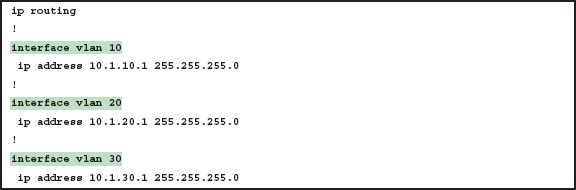 ip routing
!
interface vlan 10
ip address 10.1.10.1 255.255.255.0
!
interface vlan 20
ip address 10.1.20.1 255.255.255.0
!
interface vlan 30
ip address 10.1.30.1 255.255.255.0